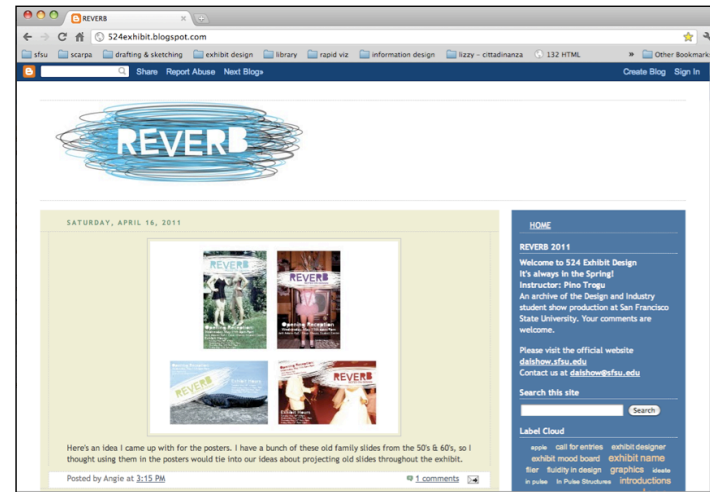 REVERB
524exhibit.blogspot.com
sfsu scarpa drafting & sketching exhibit design library rapid viz information design lizzy – cittadinanza 132 HTML » Other Bookmark
Share Report Abuse Next Blog»
Create Blog Sign In
REVERB
SATURDAY, APRIL 16, 2011
REVERB
REVERB
Opening Reception
Opening Reception
REVERB
REVERB
Here's an idea I came up with for the posters. I have a bunch of these old family slides from the 50's & 60's, so I
thought using them in the posters would tie into our ideas about projecting old slides throughout the exhibit.
Posted by Angie at 3:15 PM
1 comments
HOME
REVERB 2011
Welcome to 524 Exhibit Design
It's always in the Spring!
Instructor: Pino Trogu
An archive of the Design and Industry
student show production at San Francisco
State University. Your comments are
welcome.
Please visit the official website
daishow.sfsu.edu
Contact us at daishow@sfsu.edu
Search this site
Search
Label Cloud
apple call for entries exhibit designer
exhibit mood board exhibit name
flier fluidity in design graphics ideate
in pulse In Pulse Structures introductions